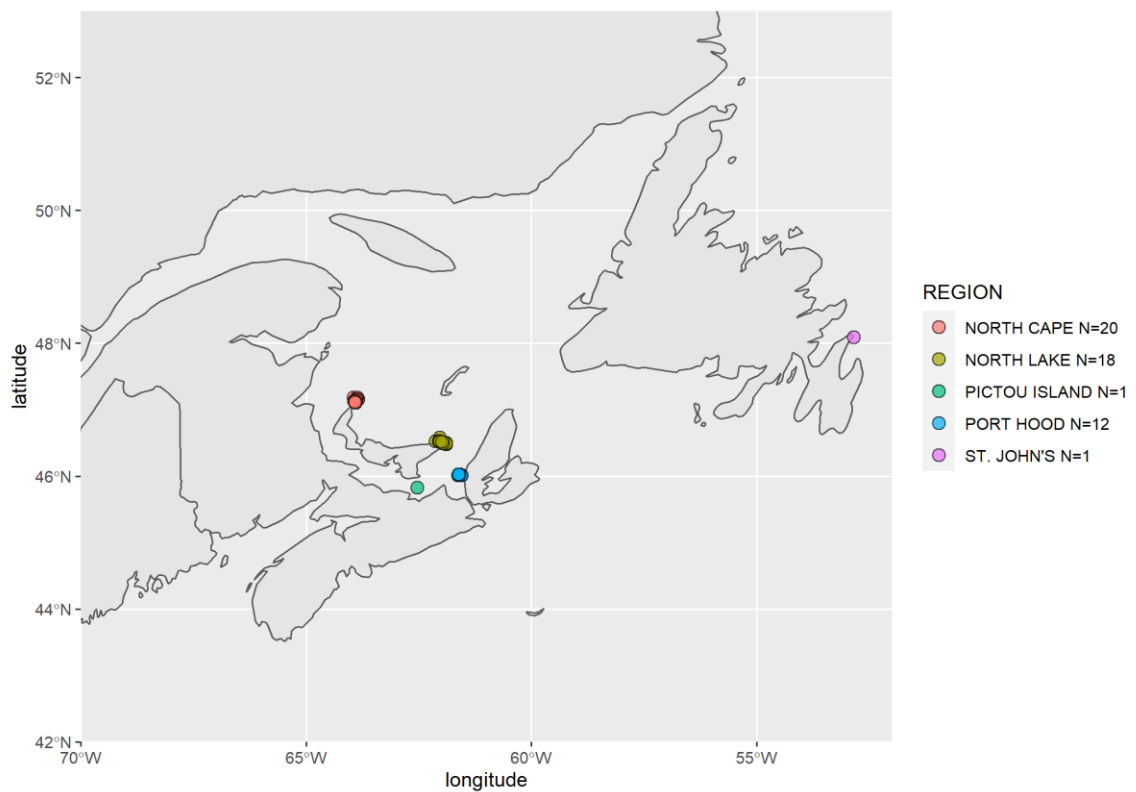 52°N
50°N
48°N
46°N
44°N
42°N
70°W
65°W
60°W
55°W
longitude
latitude
REGION
NORTH CAPE N=20
NORTH LAKE N=18
PICTOU ISLAND N=1
PORT HOOD N=12
ST. JOHN'S N=1